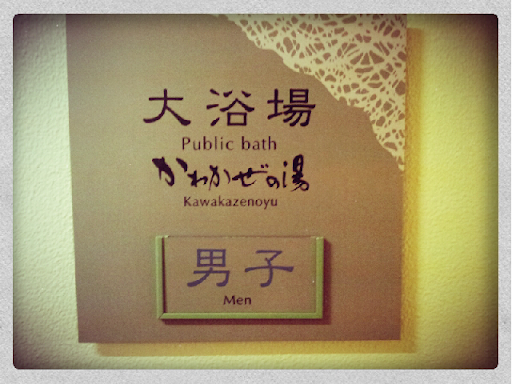 大浴場
Public bath
かわかぜの湯
Kawakazenoyu
男子
Men